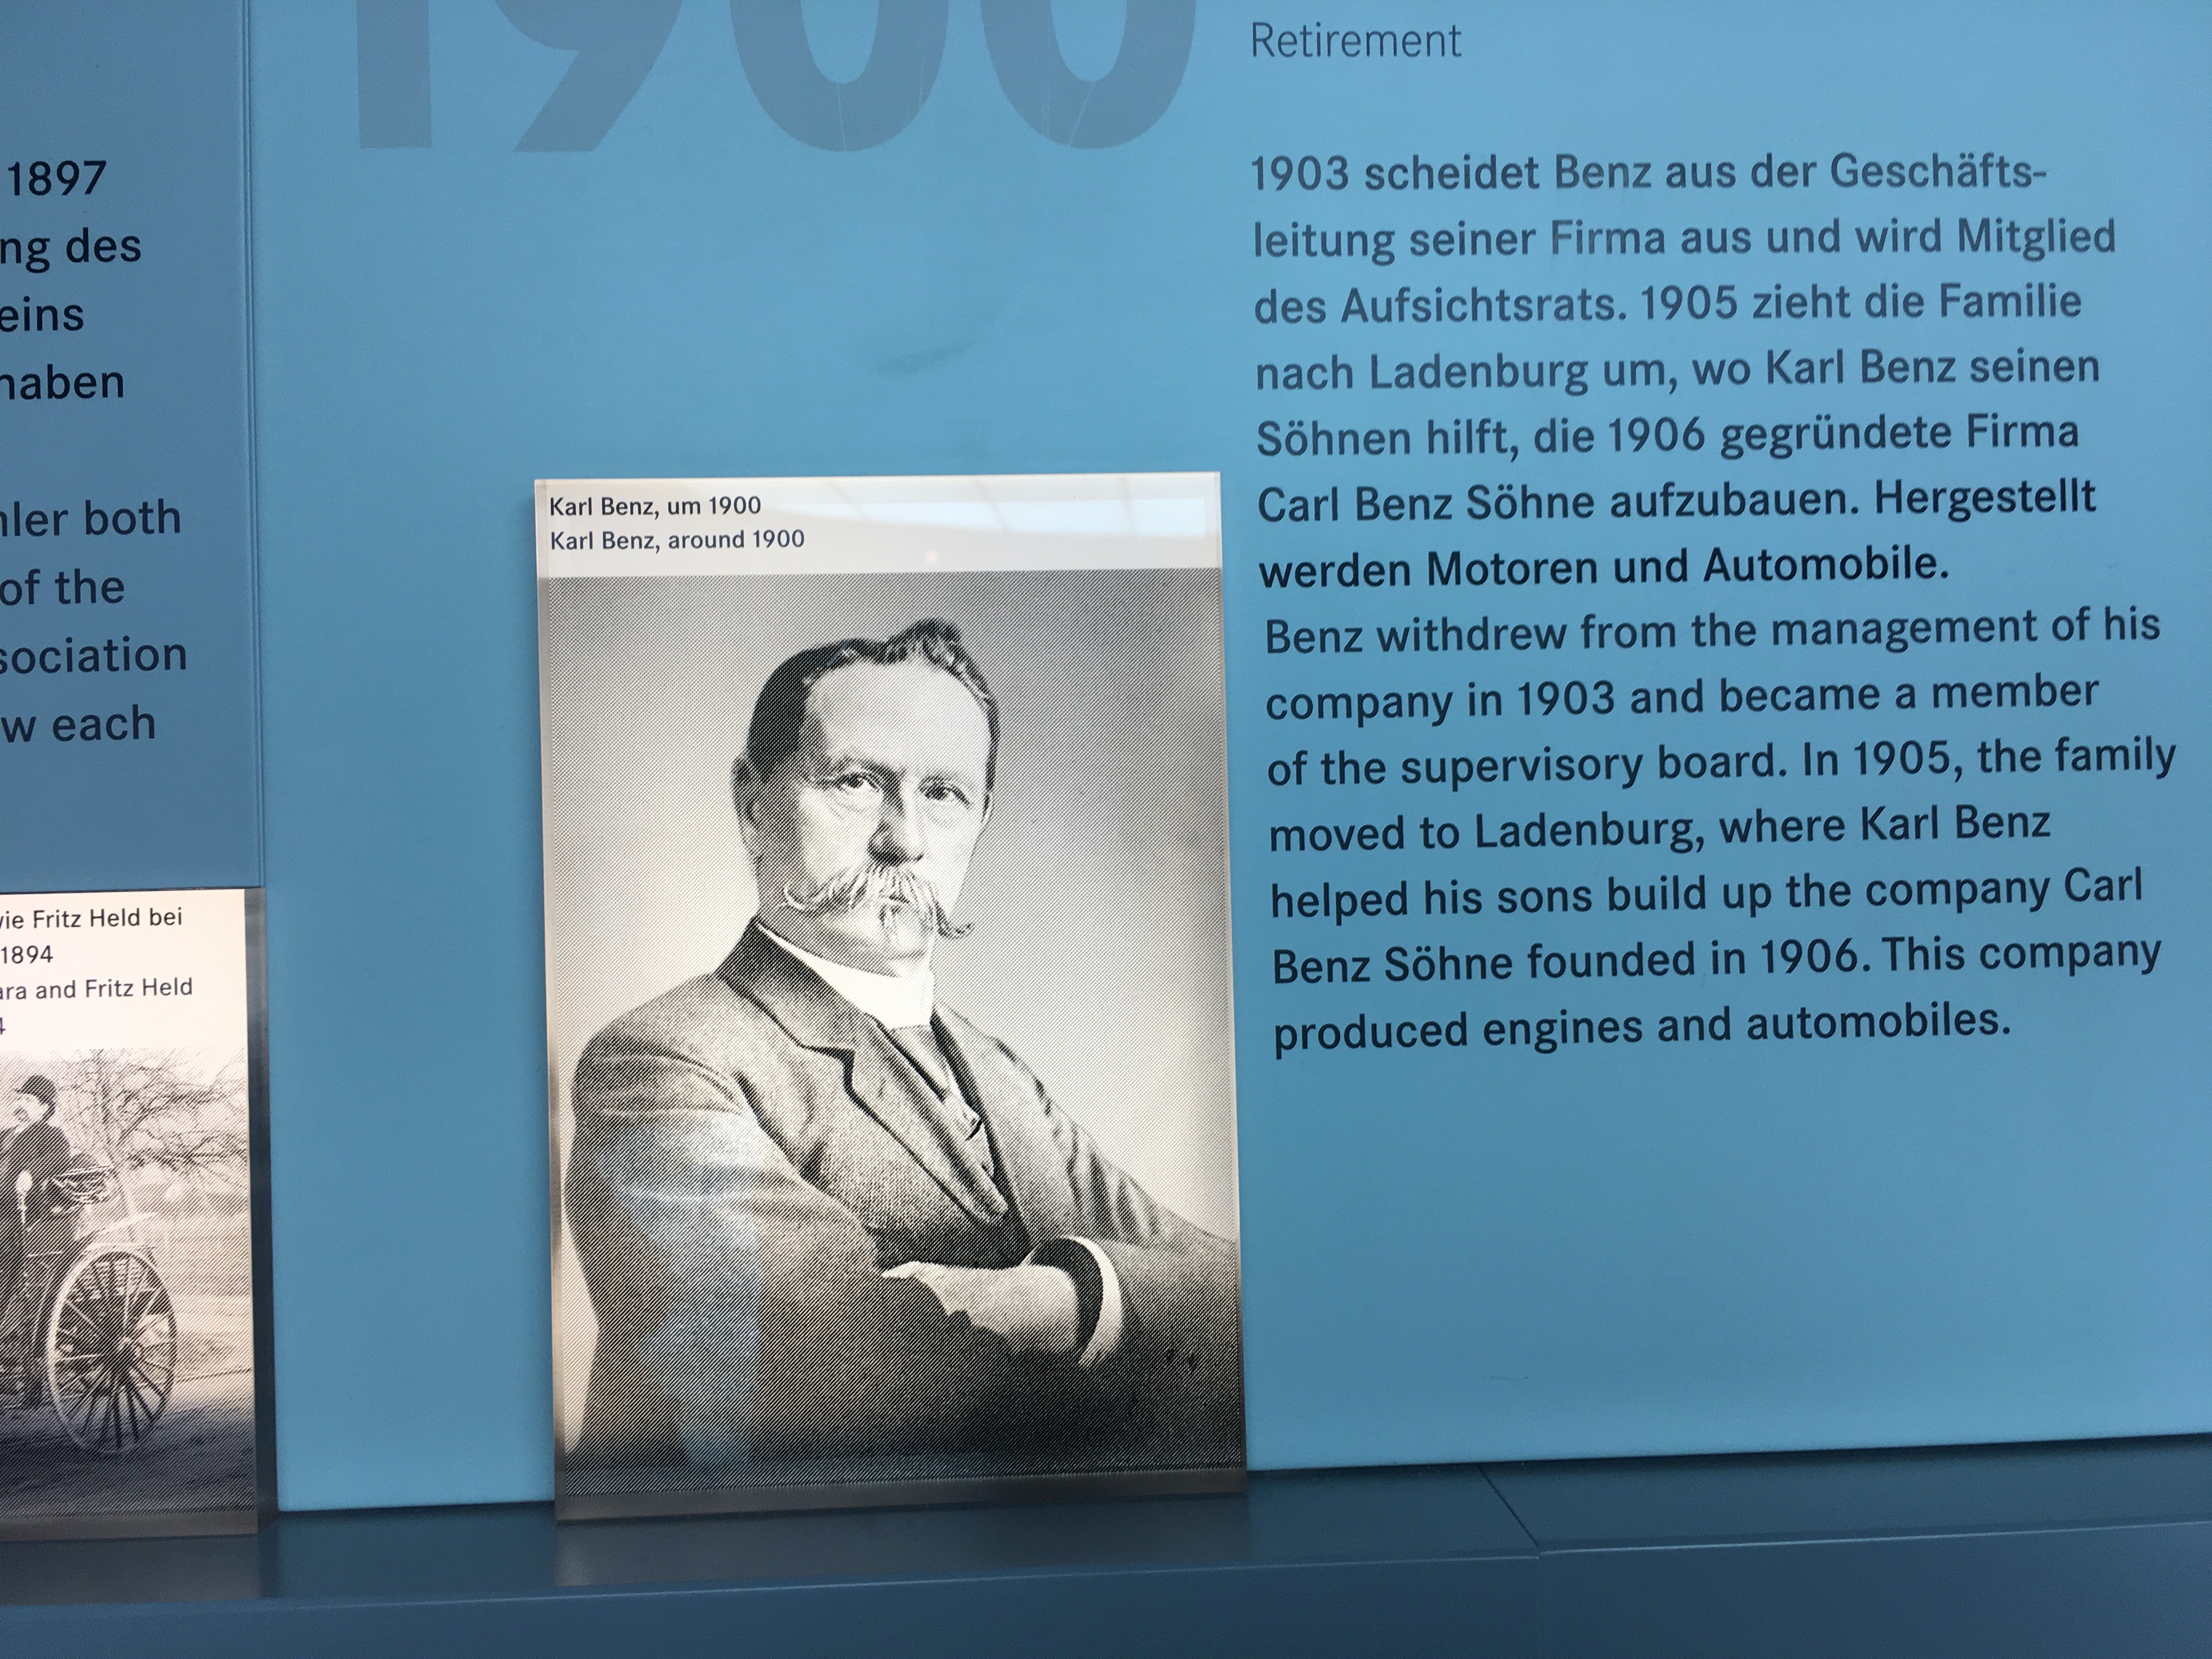 1897
des
both
of the
each
Fritz Held bei
1894
and Fritz Held
1900
Karl Benz, um 1900
Karl Benz, around 1900
Retirement
1903 scheidet Benz aus der Geschäfts-
leitung seiner Firma aus und wird Mitglied
des Aufsichtsrats. 1905 zieht die Familie
nach Ladenburg um, wo Karl Benz seinen
Söhnen hilft, die 1906 gegründete Firma
Carl Benz Söhne aufzubauen. Hergestellt
werden Motoren und Automobile.
Benz withdrew from the management of his
company in 1903 and became a member
of the supervisory board. In 1905, the family
moved to Ladenburg, where Karl Benz
helped his sons build up the company Carl
Benz Söhne founded in 1906. This company
produced engines and automobiles.